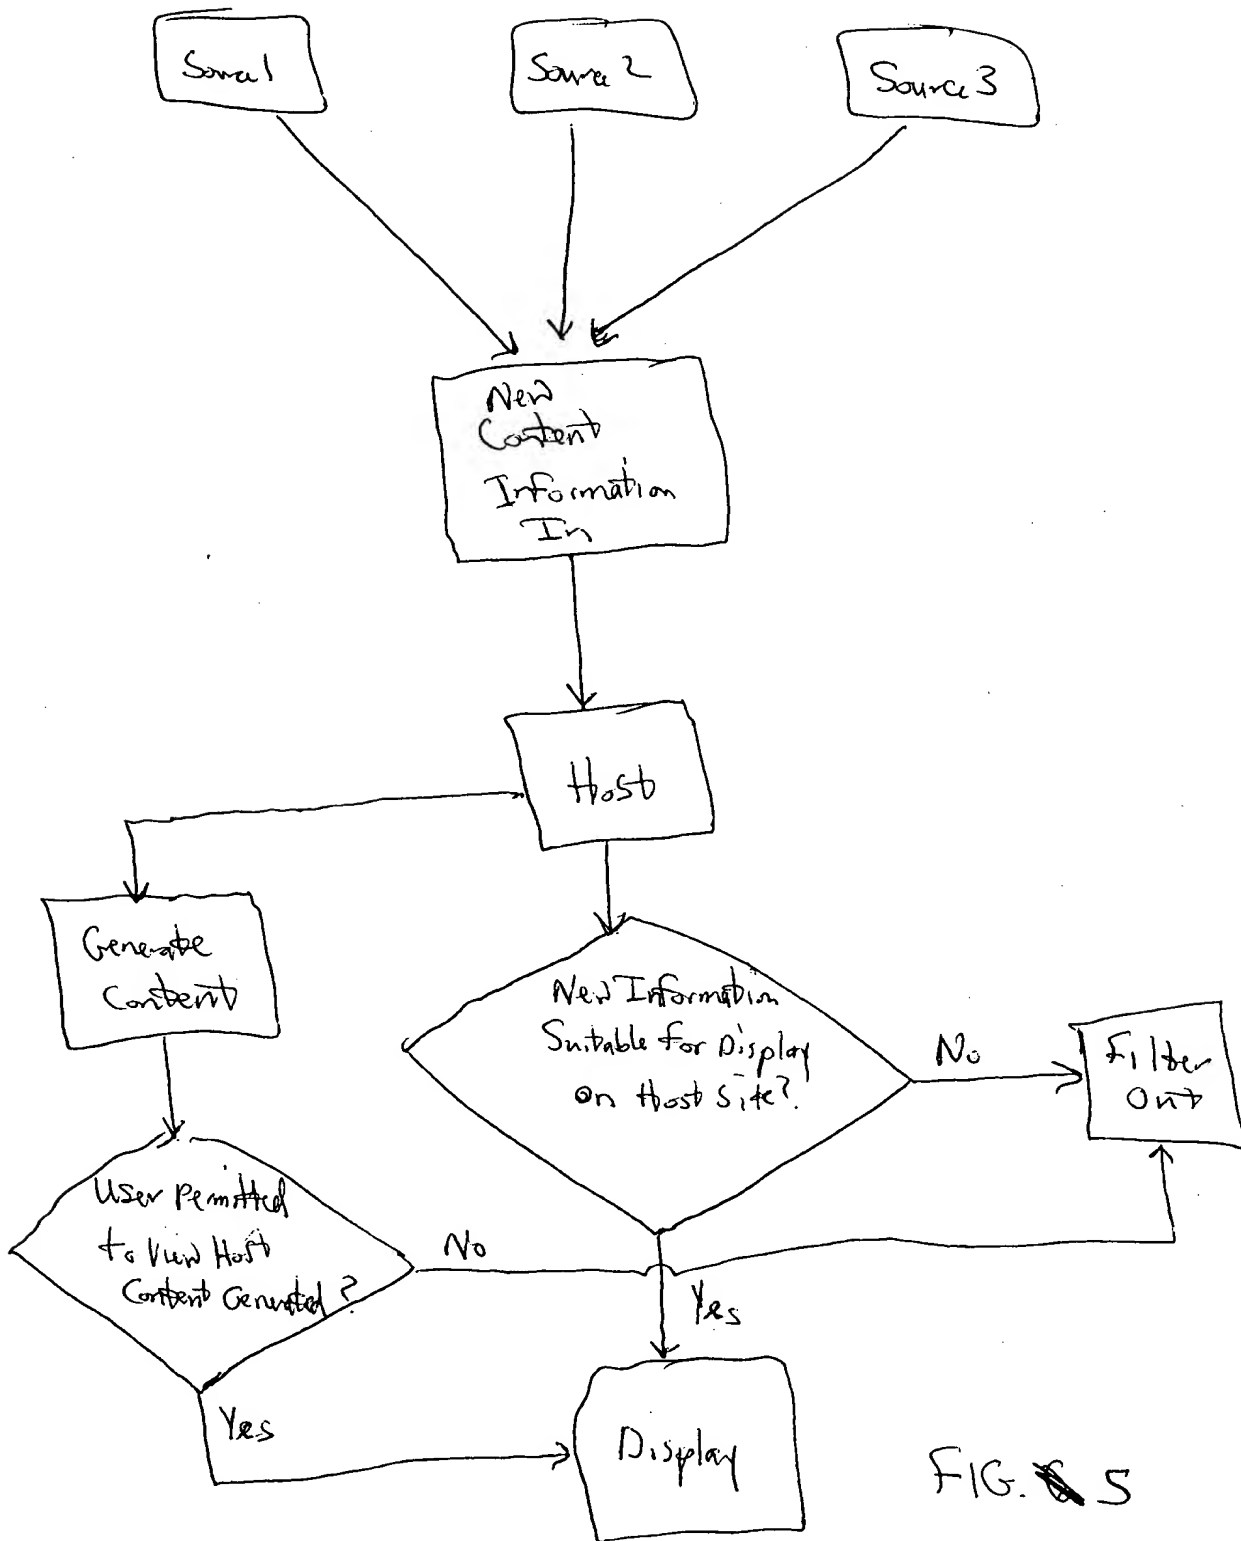 Source 1
Source 2
Source 3
New
Content
Information
In
Host
Generate
Content
New Information
Suitable for Display
on Host Site?
No
Filter
Out
User Permitted
to View Host
Content Generated?
No
Yes
Yes
Display
FIG. 5